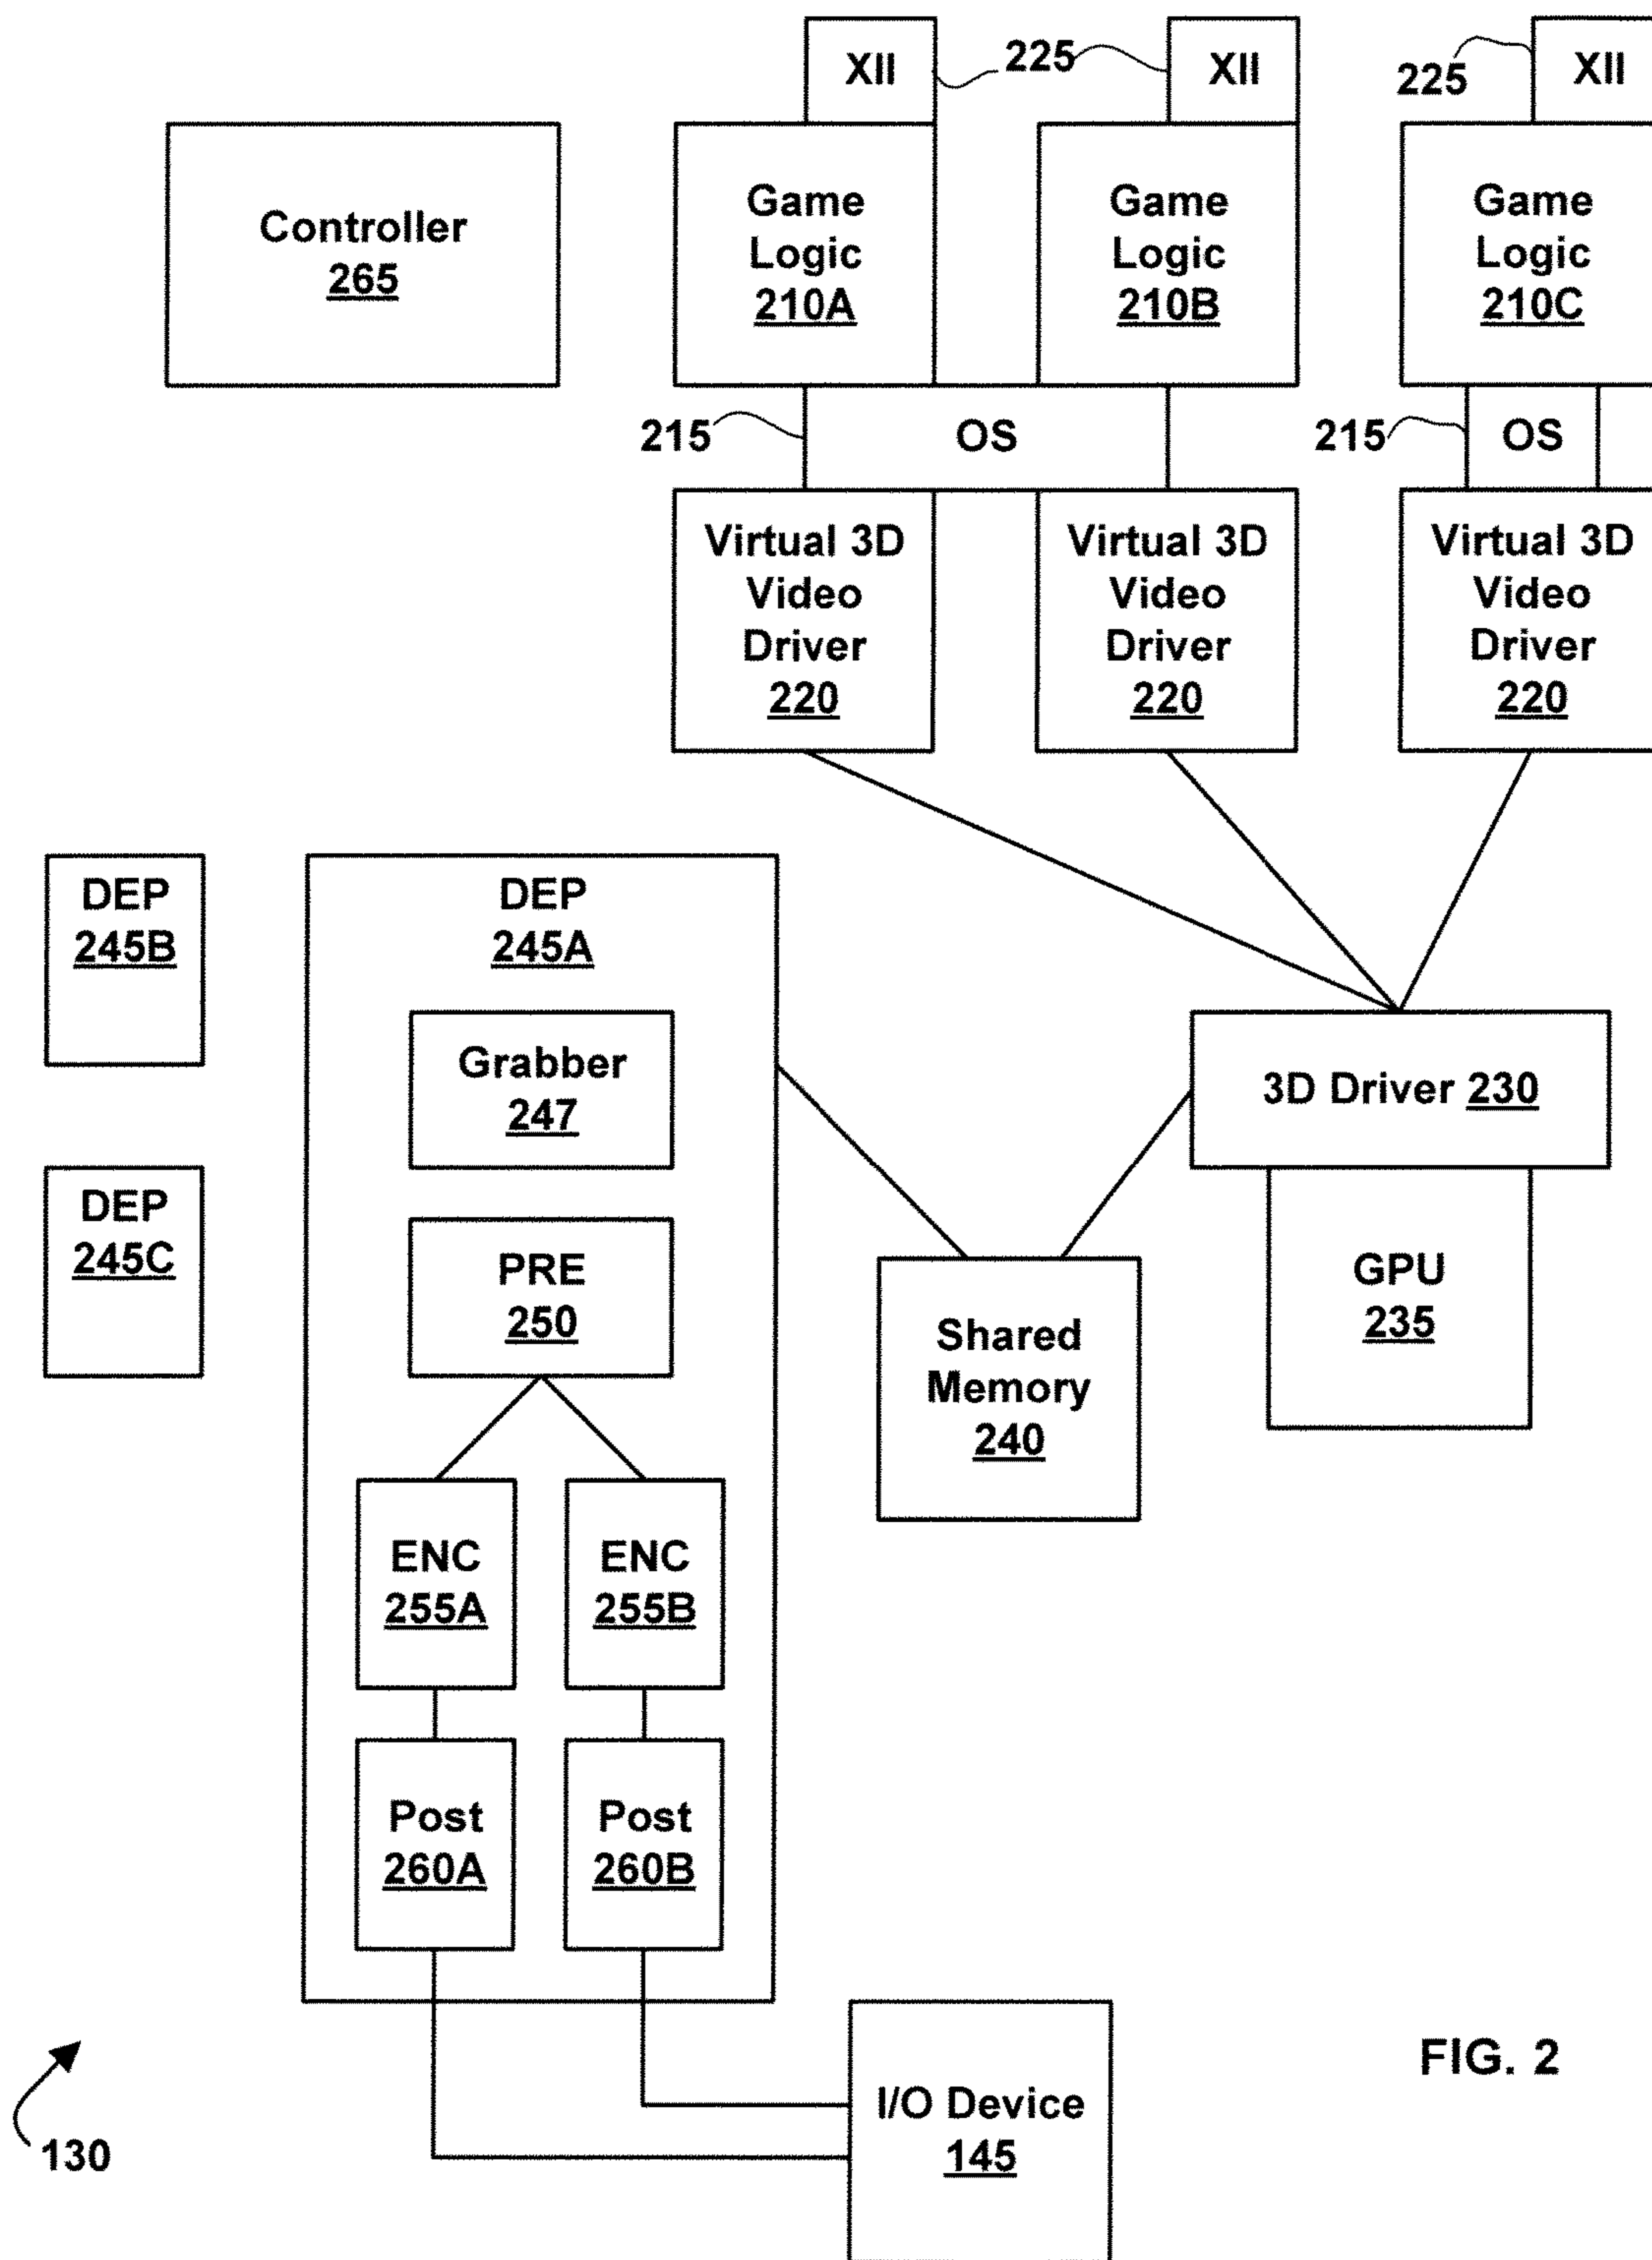 XII
225
XII
225
XII
Controller
265
Game
Logic
210A
Game
Logic
210B
Game
Logic
210C
215
OS
215
OS
Virtual 3D
Video
Driver
220
Virtual 3D
Video
Driver
220
Virtual 3D
Video
Driver
220
DEP
245B
DEP
245A
Grabber
247
3D Driver 230
DEP
245C
PRE
250
GPU
235
Shared
Memory
240
ENC
255A
ENC
255B
Post
260A
Post
260B
I/O Device
145
FIG. 2
130